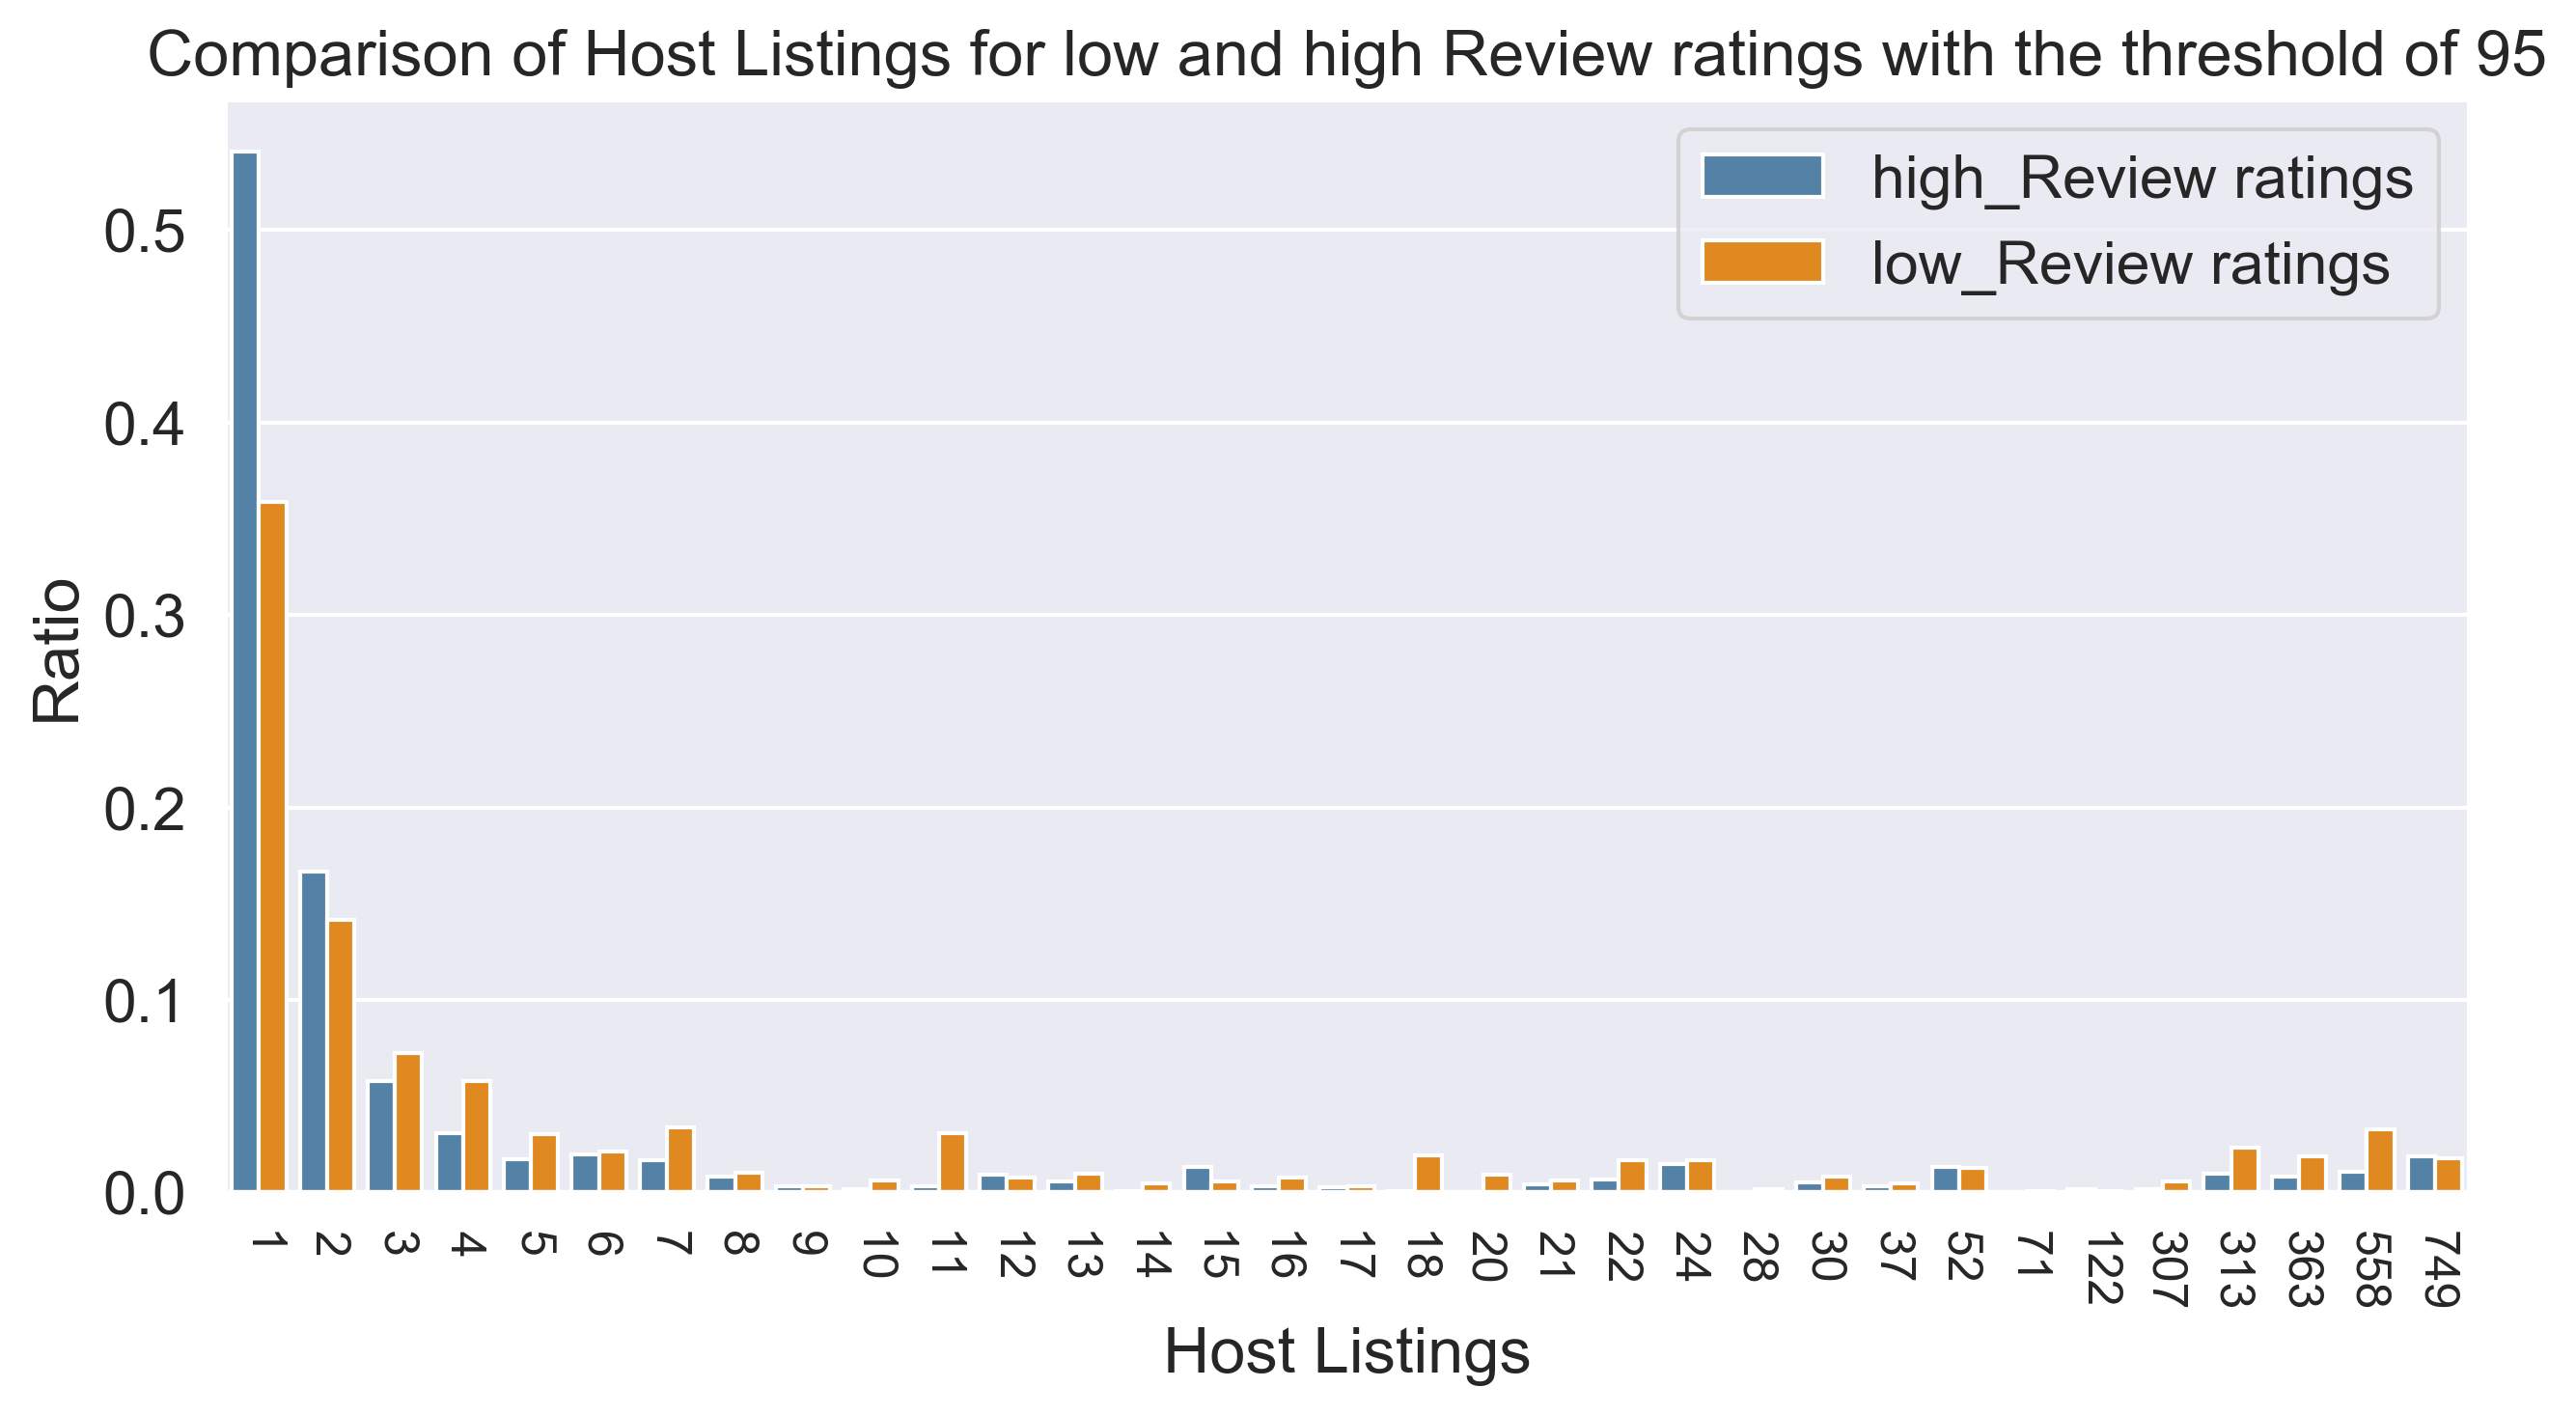 Comparison of Host Listings for low and high Review ratings with the threshold of 95
high_Review ratings
low_Review ratings
0.5
0.4
0.3
0.2
0.1
0.0
Ratio
1 2 3 4 5 6 7 8 9 10 11 12 13 14 15 16 17 18 20 21 22 24 28 30 37 52 71 122 307 313 363 558 749
Host Listings